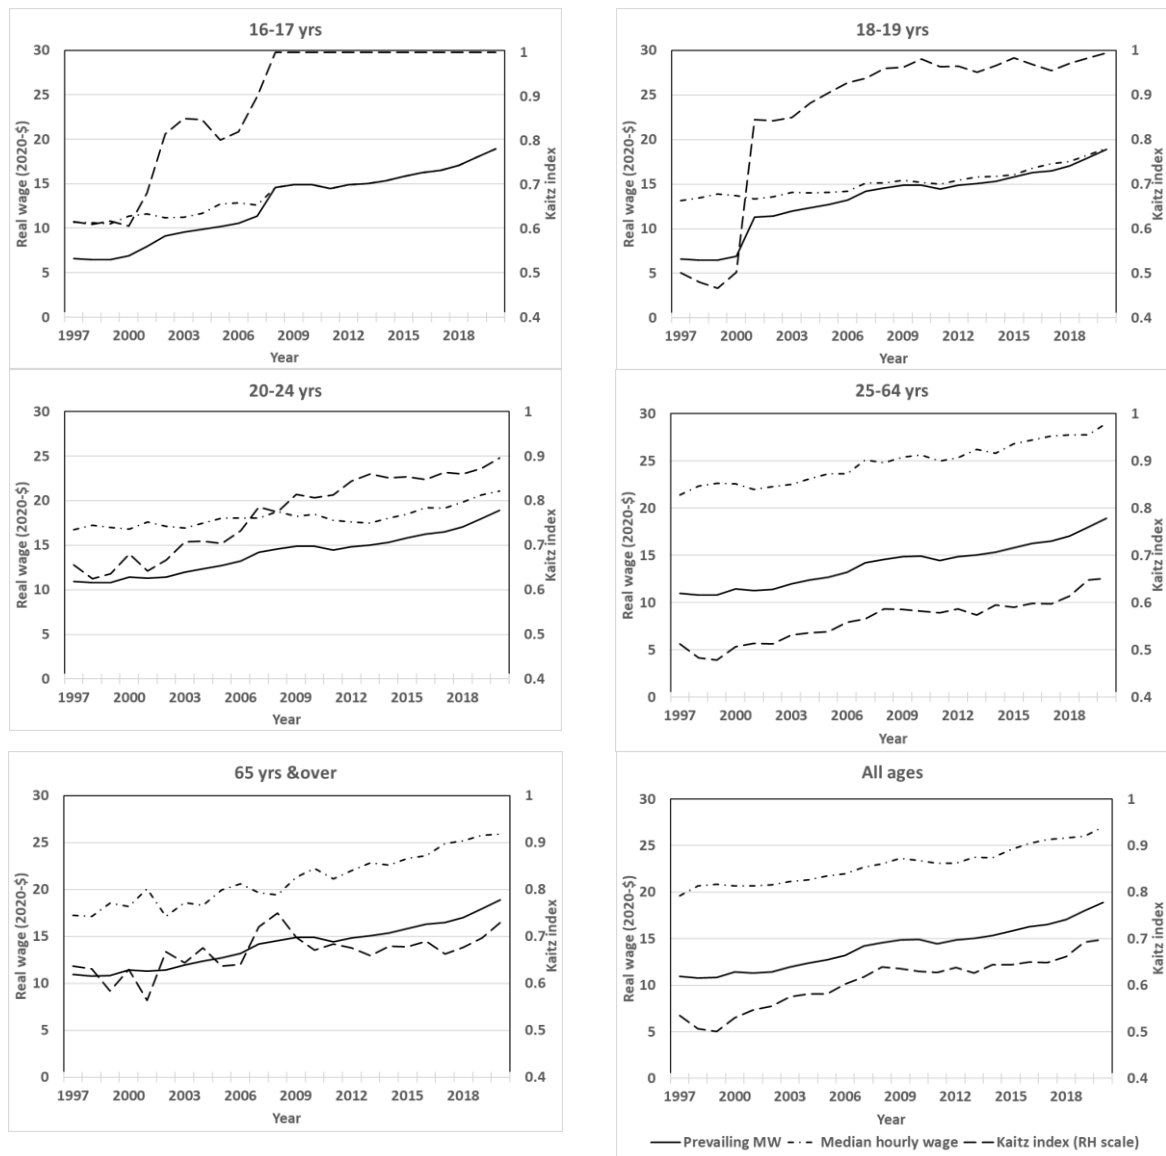 16-17 yrs
Real wage (2020-$)
30
25
20
15
10
5
0
1
0.9
0.8
0.7
0.6
0.5
0.4
Kaitz index
1997 2000 2003 2006 2009 2012 2015 2018
Year
18-19 yrs
Real wage (2020-$)
30
25
20
15
10
5
0
1
0.9
0.8
0.7
0.6
0.5
0.4
Kaitz index
1997 2000 2003 2006 2009 2012 2015 2018
Year
20-24 yrs
Real wage (2020-$)
30
25
20
15
10
5
0
1
0.9
0.8
0.7
0.6
0.5
0.4
Kaitz index
1997 2000 2003 2006 2009 2012 2015 2018
Year
25-64 yrs
Real wage (2020-$)
30
25
20
15
10
5
0
1
0.9
0.8
0.7
0.6
0.5
0.4
Kaitz index
1997 2000 2003 2006 2009 2012 2015 2018
Year
65 yrs &over
Real wage (2020-$)
30
25
20
15
10
5
0
1
0.9
0.8
0.7
0.6
0.5
0.4
Kaitz index
1997 2000 2003 2006 2009 2012 2015 2018
Year
All ages
Real wage (2020-$)
30
25
20
15
10
5
0
1
0.9
0.8
0.7
0.6
0.5
0.4
Kaitz index
1997 2000 2003 2006 2009 2012 2015 2018
Year
Prevailing MW Median hourly wage Kaitz index (RH scale)